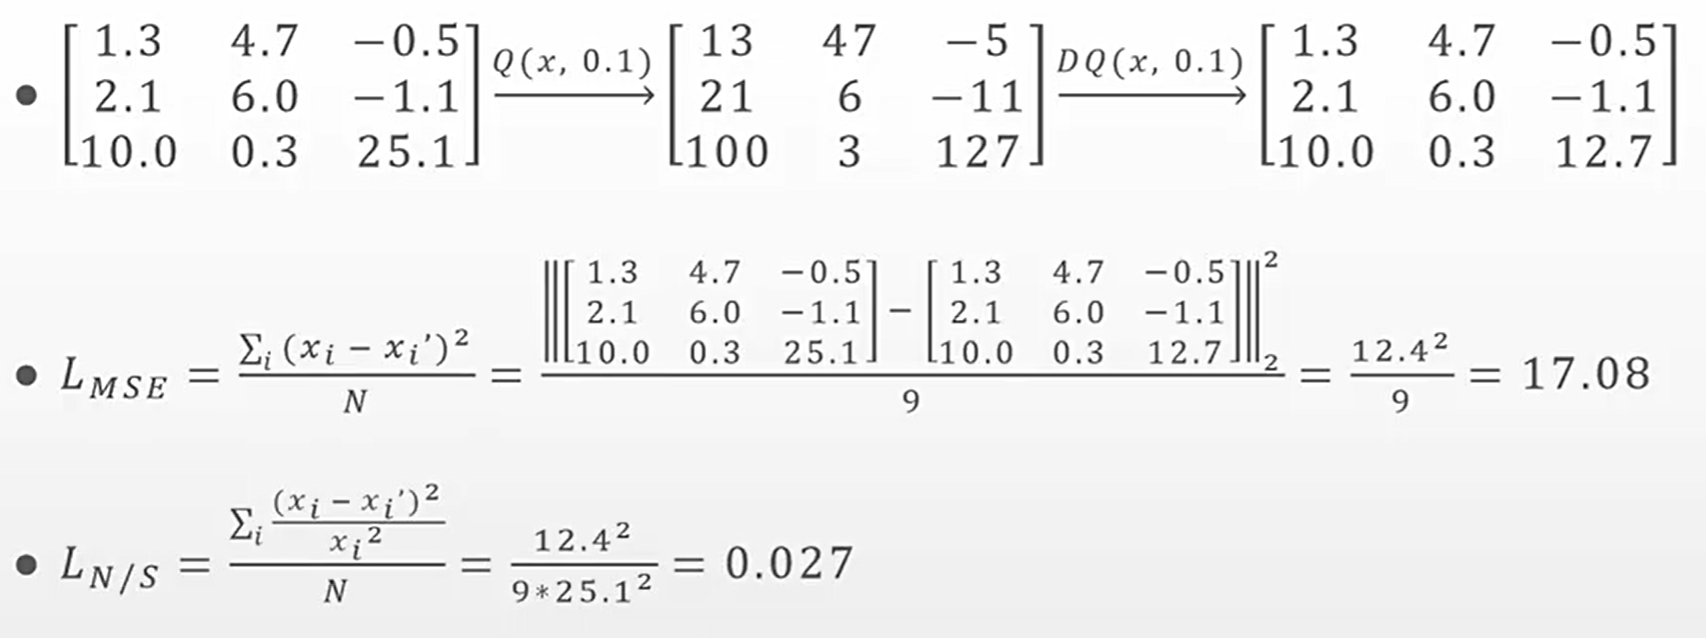 • [1.3 4.7 −0.5] [13 47 −5] [1.3 4.7 −0.5]
[2.1 6.0 −1.1] Q(x, 0.1)→ [21 6 −11] DQ(x, 0.1)→ [2.1 6.0 −1.1]
[10.0 0.3 25.1] [100 3 127] [10.0 0.3 12.7]
• L_MSE = (∑_i (x_i − x_i’)²) / N = |||[1.3 4.7 −0.5; 2.1 6.0 −1.1; 10.0 0.3 25.1] − [1.3 4.7 −0.5; 2.1 6.0 −1.1; 10.0 0.3 12.7]|||²_2 / 9 = 12.4² / 9 = 17.08
• L_N/S = (∑_i (x_i − x_i’)² / x_i²) / N = 12.4² / (9*25.1²) = 0.027